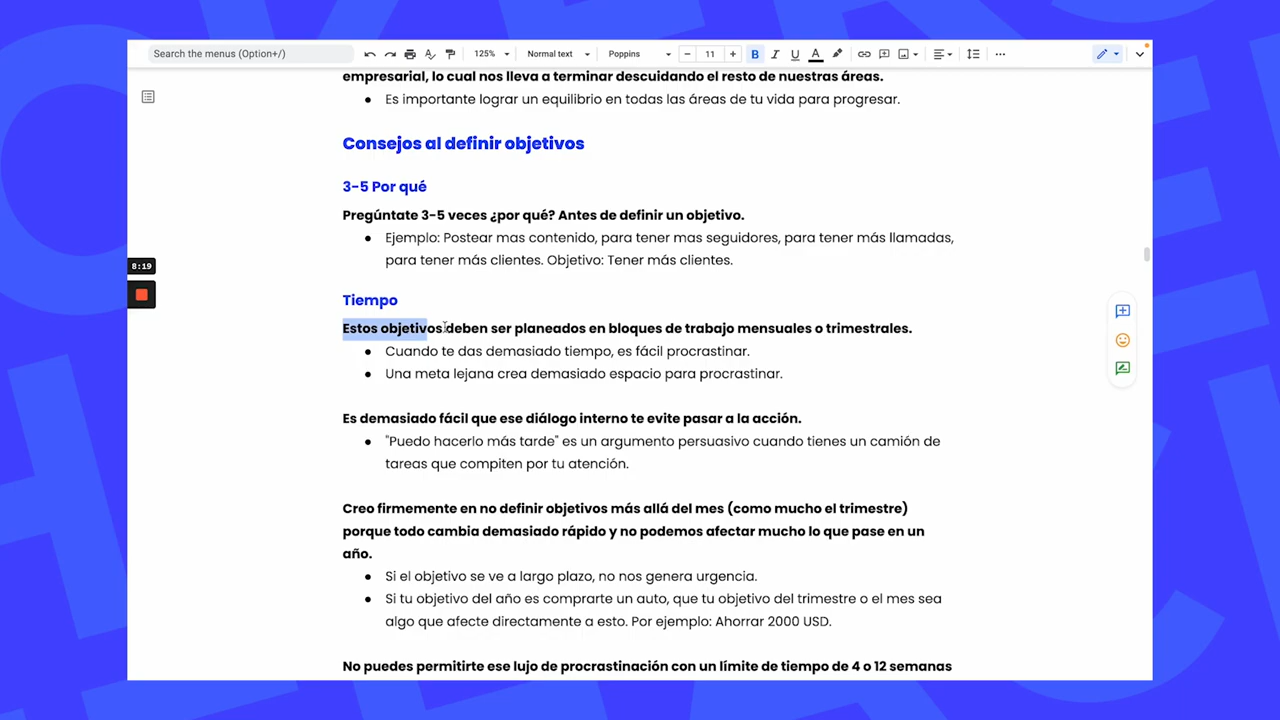 Search the menus (Option+/)
125%
Normal text
Poppins
11
B
I
U
A
empresarial, lo cual nos lleva a terminar descuidando el resto de nuestras áreas.
● Es importante lograr un equilibrio en todas las áreas de tu vida para progresar.
Consejos al definir objetivos
3-5 Por qué
Pregúntate 3-5 veces ¿por qué? Antes de definir un objetivo.
● Ejemplo: Postear mas contenido, para tener mas seguidores, para tener más llamadas,
para tener más clientes. Objetivo: Tener más clientes.
8:19
Tiempo
Estos objetivos deben ser planeados en bloques de trabajo mensuales o trimestrales.
● Cuando te das demasiado tiempo, es fácil procrastinar.
● Una meta lejana crea demasiado espacio para procrastinar.
Es demasiado fácil que ese diálogo interno te evite pasar a la acción.
● "Puedo hacerlo más tarde" es un argumento persuasivo cuando tienes un camión de
tareas que compiten por tu atención.
Creo firmemente en no definir objetivos más allá del mes (como mucho el trimestre)
porque todo cambia demasiado rápido y no podemos afectar mucho lo que pase en un
año.
● Si el objetivo se ve a largo plazo, no nos genera urgencia.
● Si tu objetivo del año es comprarte un auto, que tu objetivo del trimestre o el mes sea
algo que afecte directamente a esto. Por ejemplo: Ahorrar 2000 USD.
No puedes permitirte ese lujo de procrastinación con un límite de tiempo de 4 o 12 semanas